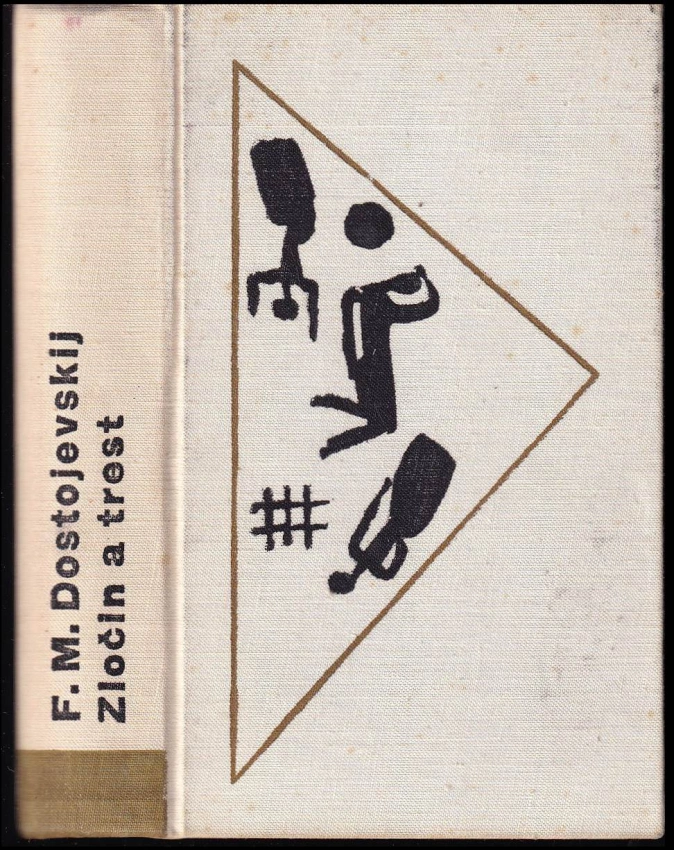 F. M. Dostojevskij
Zločin a trest